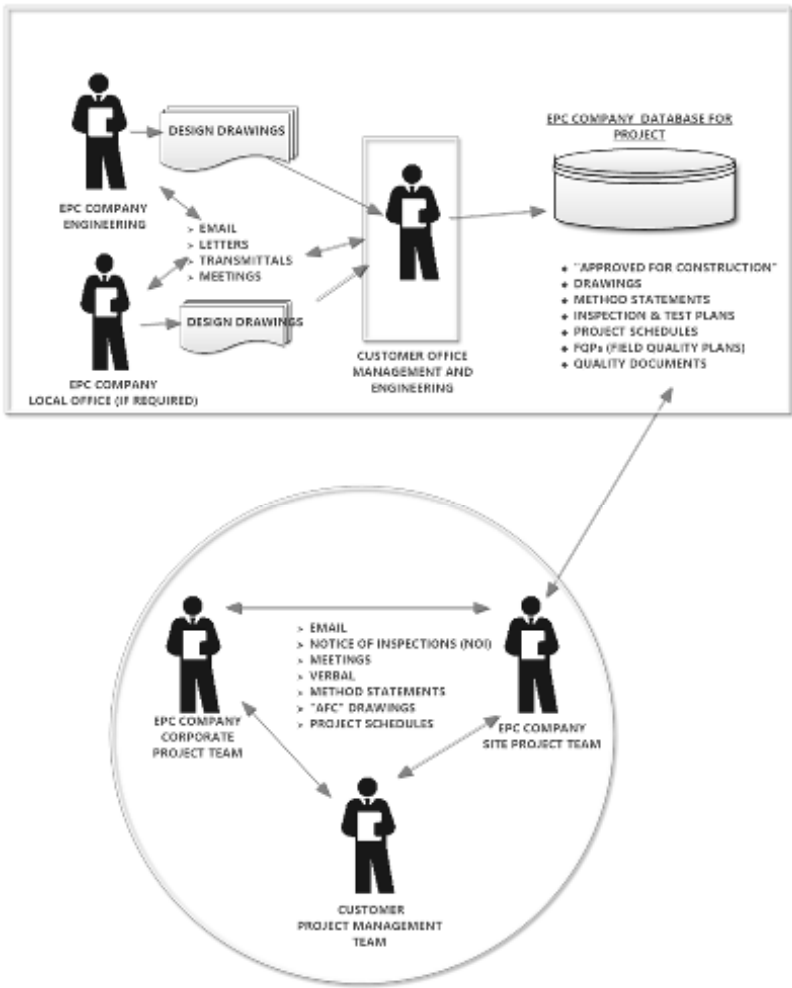 DESIGN DRAWINGS
EPC COMPANY DATABASE FOR
PROJECT
EPC COMPANY
ENGINEERING
➢ EMAIL
➢ LETTERS
➢ TRANSMITTALS
➢ MEETINGS
DESIGN DRAWINGS
EPC COMPANY
LOCAL OFFICE (IF REQUIRED)
CUSTOMER OFFICE
MANAGEMENT AND
ENGINEERING
◆ "APPROVED FOR CONSTRUCTION"
◆ DRAWINGS
◆ METHOD STATEMENTS
◆ INSPECTION & TEST PLANS
◆ PROJECT SCHEDULES
◆ FQPs (FIELD QUALITY PLANS)
◆ QUALITY DOCUMENTS
➢ EMAIL
➢ NOTICE OF INSPECTIONS (NOI)
➢ MEETINGS
➢ VERBAL
➢ METHOD STATEMENTS
➢ "AFC" DRAWINGS
➢ PROJECT SCHEDULES
EPC COMPANY
CORPORATE
PROJECT TEAM
EPC COMPANY
SITE PROJECT TEAM
CUSTOMER
PROJECT MANAGEMENT
TEAM